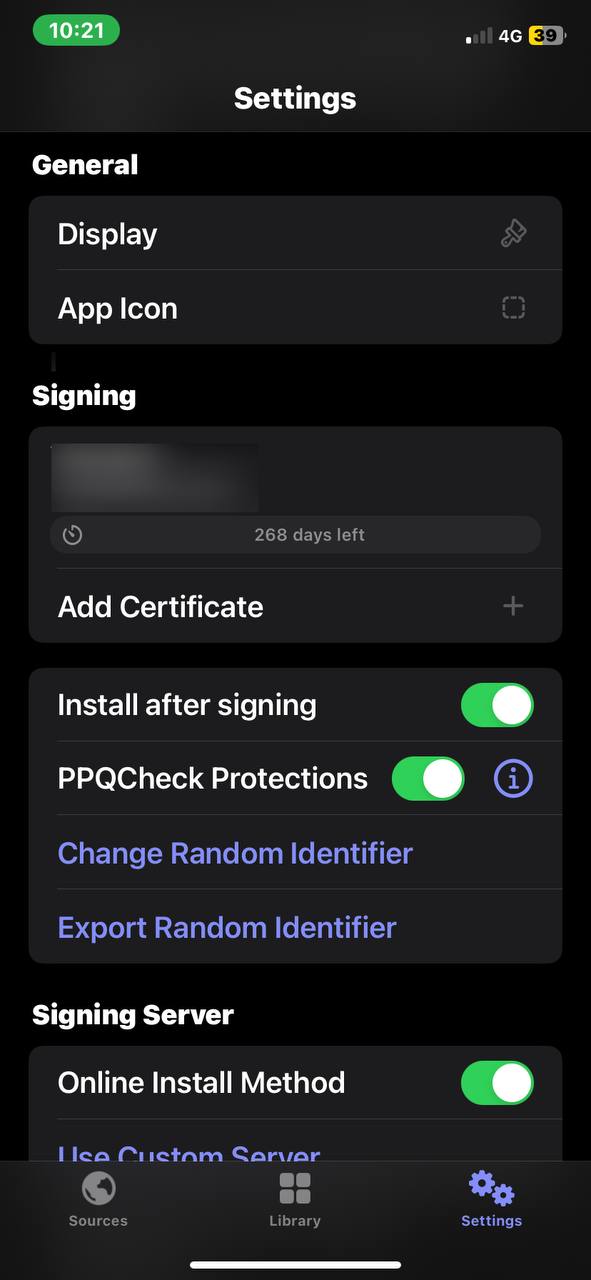 10:21
4G
39
Settings
General
Display
App Icon
Signing
268 days left
Add Certificate
Install after signing
PPQCheck Protections
Change Random Identifier
Export Random Identifier
Signing Server
Online Install Method
Use Custom Server
Sources
Library
Settings